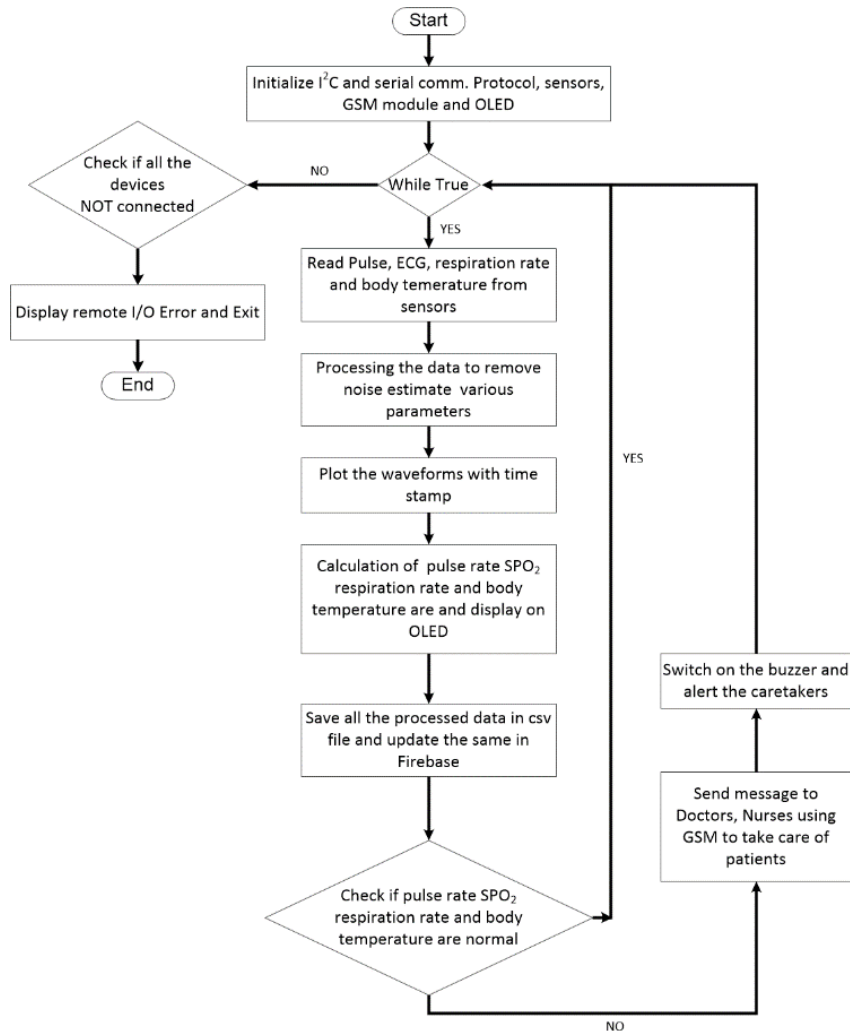 Start
Initialize I²C and serial comm. Protocol, sensors,
GSM module and OLED
Check if all the
devices
NOT connected
NO
While True
YES
Display remote I/O Error and Exit
End
Read Pulse, ECG, respiration rate
and body temerature from
sensors
Processing the data to remove
noise estimate various
parameters
Plot the waveforms with time
stamp
YES
Calculation of pulse rate SPO₂
respiration rate and body
temperature are and display on
OLED
Switch on the buzzer and
alert the caretakers
Save all the processed data in csv
file and update the same in
Firebase
Send message to
Doctors, Nurses using
GSM to take care of
patients
Check if pulse rate SPO₂
respiration rate and body
temperature are normal
NO